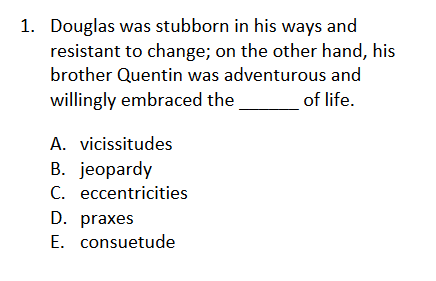 1. Douglas was stubborn in his ways and
resistant to change; on the other hand, his
brother Quentin was adventurous and
willingly embraced the ______ of life.
A. vicissitudes
B. jeopardy
C. eccentricities
D. praxes
E. consuetude